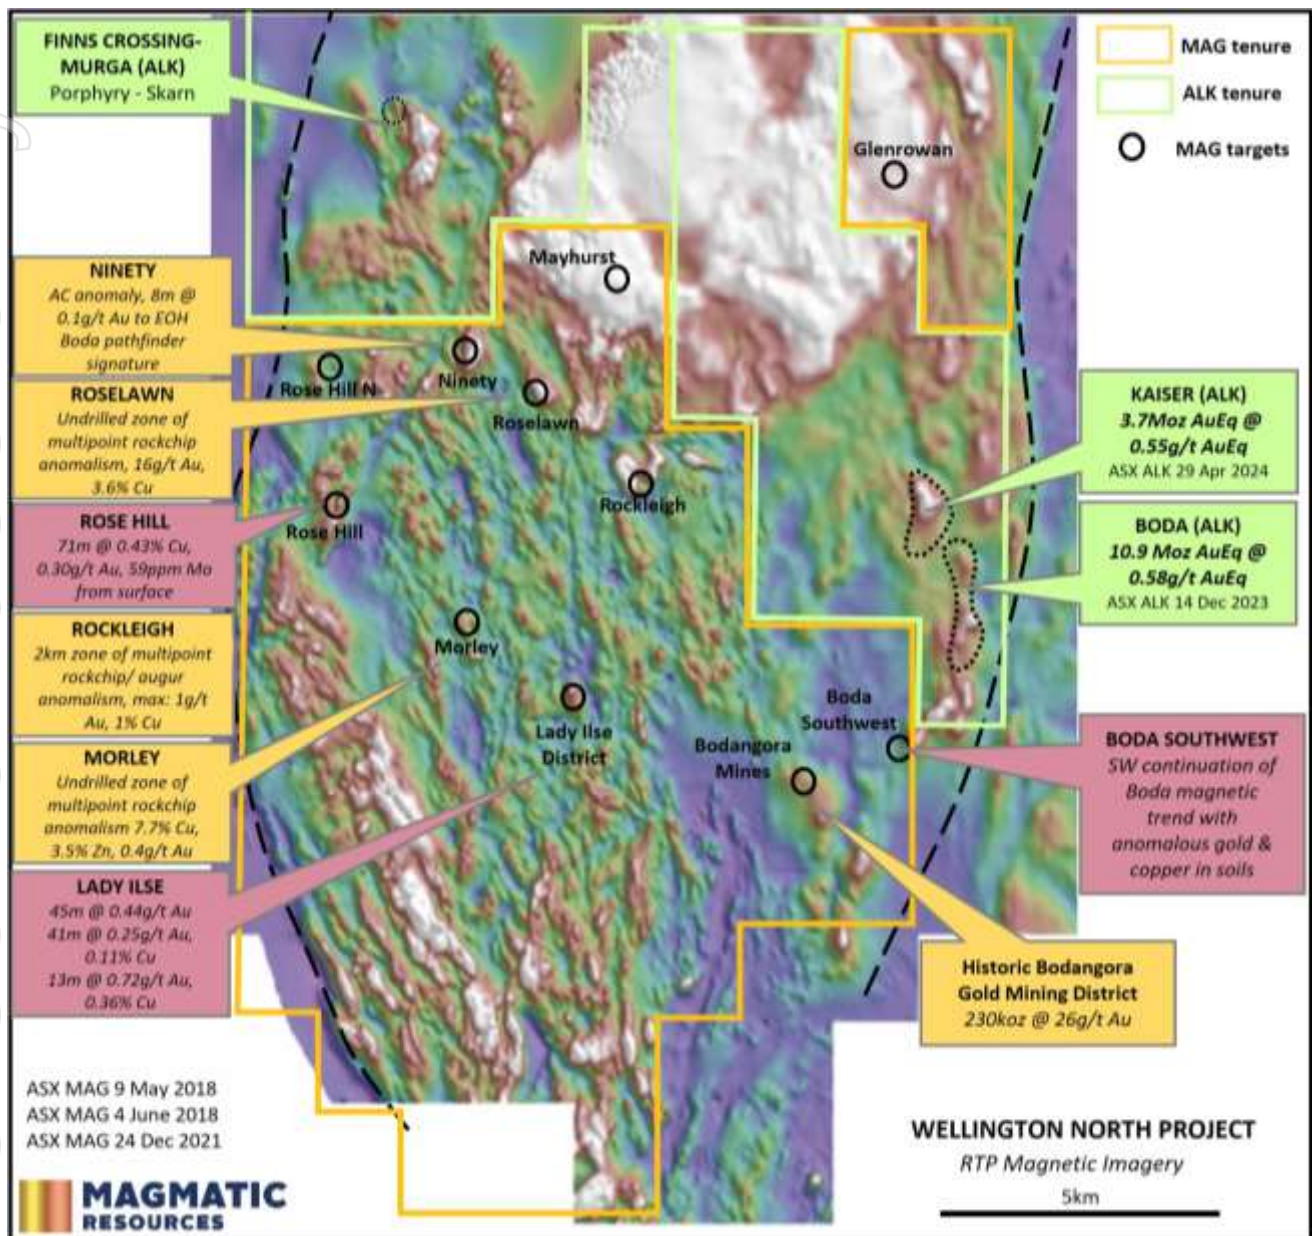 FINNS CROSSING-
MURGA (ALK)
Porphyry - Skarn
MAG tenure
ALK tenure
MAG targets
Glenrowan
Mayhurst
NINETY
AC anomaly, 8m @
0.1g/t Au to EOH
Boda pathfinder
signature
Rose Hill N
Ninety
Roselawn
ROSELAWN
Undrilled zone of
multipoint rockchip
anomalism, 16g/t Au,
3.6% Cu
KAISER (ALK)
3.7Moz AuEq @
0.55g/t AuEq
ASX ALK 29 Apr 2024
Rockleigh
Rose Hill
ROSE HILL
71m @ 0.43% Cu,
0.30g/t Au, 59ppm Mo
from surface
BODA (ALK)
10.9 Moz AuEq @
0.58g/t AuEq
ASX ALK 14 Dec 2023
ROCKLEIGH
2km zone of multipoint
rockchip/ augur
anomalism, max: 1g/t
Au, 1% Cu
Morley
Lady Ilse
District
Boda
Southwest
Bodangora
Mines
MORLEY
Undrilled zone of
multipoint rockchip
anomalism 7.7% Cu,
3.5% Zn, 0.4g/t Au
BODA SOUTHWEST
SW continuation of
Boda magnetic
trend with
anomalous gold &
copper in soils
LADY ILSE
45m @ 0.44g/t Au
41m @ 0.25g/t Au,
0.11% Cu
13m @ 0.72g/t Au,
0.36% Cu
Historic Bodangora
Gold Mining District
230koz @ 26g/t Au
ASX MAG 9 May 2018
ASX MAG 4 June 2018
ASX MAG 24 Dec 2021
MAGMATIC
RESOURCES
WELLINGTON NORTH PROJECT
RTP Magnetic Imagery
5km